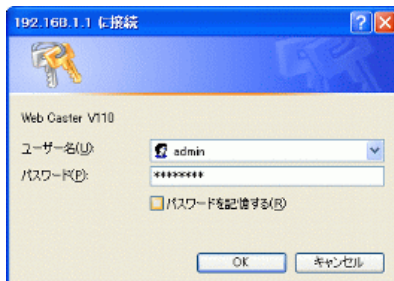 192.168.1.1 に接続
Web Caster V110
ユーザー名(U):
admin
パスワード(P):
********
パスワードを記憶する(R)
OK
キャンセル